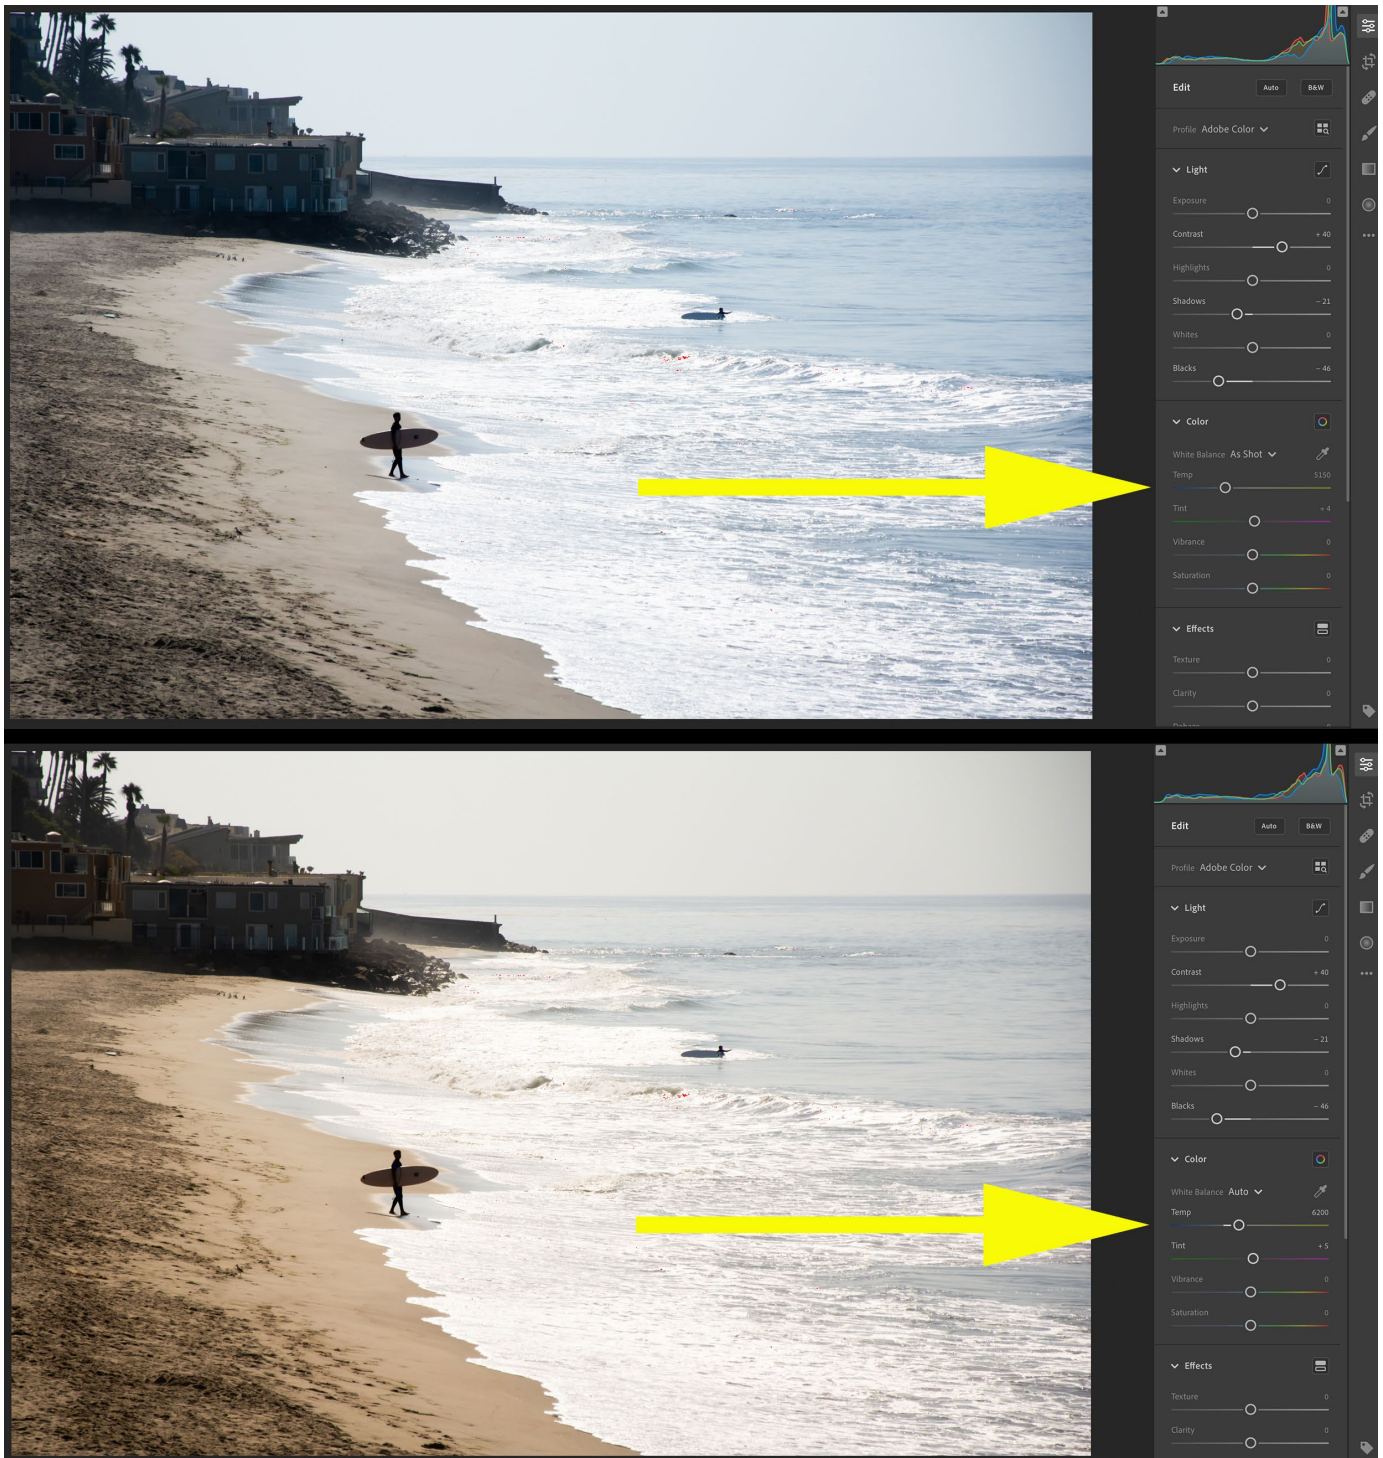 Edit Auto B&W
Profile Adobe Color
Light
Exposure 0
Contrast + 40
Highlights 0
Shadows - 21
Whites 0
Blacks - 46
Color
White Balance As Shot
Temp 5150
Tint + 4
Vibrance 0
Saturation 0
Effects
Texture 0
Clarity 0
Edit Auto B&W
Profile Adobe Color
Light
Exposure 0
Contrast + 40
Highlights 0
Shadows - 21
Whites 0
Blacks - 46
Color
White Balance Auto
Temp 6200
Tint + 5
Vibrance 0
Saturation 0
Effects
Texture 0
Clarity 0